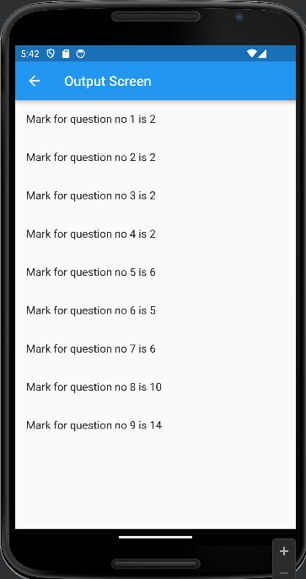 5:42
Output Screen
Mark for question no 1 is 2
Mark for question no 2 is 2
Mark for question no 3 is 2
Mark for question no 4 is 2
Mark for question no 5 is 6
Mark for question no 6 is 5
Mark for question no 7 is 6
Mark for question no 8 is 10
Mark for question no 9 is 14